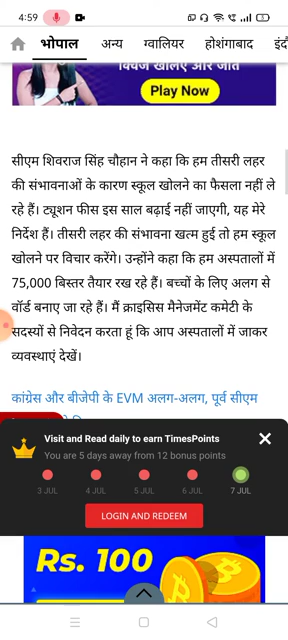 4:59
भोपाल अन्य ग्वालियर होशंगाबाद
क्विज खेलिए और जीतें
Play Now
सीएम शिवराज सिंह चौहान ने कहा कि हम तीसरी लहर
की संभावनाओं के कारण स्कूल खोलने का फैसला नहीं ले
रहे हैं। ट्यूशन फीस इस साल बढ़ाई नहीं जाएगी, यह मेरे
निर्देश हैं। तीसरी लहर की संभावना खत्म हुई तो हम स्कूल
खोलने पर विचार करेंगे। उन्होंने कहा कि हम अस्पतालों में
75,000 बिस्तर तैयार रख रहे हैं। बच्चों के लिए अलग से
वॉर्ड बनाए जा रहे हैं। मैं क्राइसिस मैनेजमेंट कमेटी के
सदस्यों से निवेदन करता हूं कि आप अस्पतालों में जाकर
व्यवस्थाएं देखें।
कांग्रेस और बीजेपी के EVM अलग-अलग, पूर्व सीएम
Visit and Read daily to earn TimesPoints
You are 5 days away from 12 bonus points
3 JUL 4 JUL 5 JUL 6 JUL 7 JUL
LOGIN AND REDEEM
Rs. 100